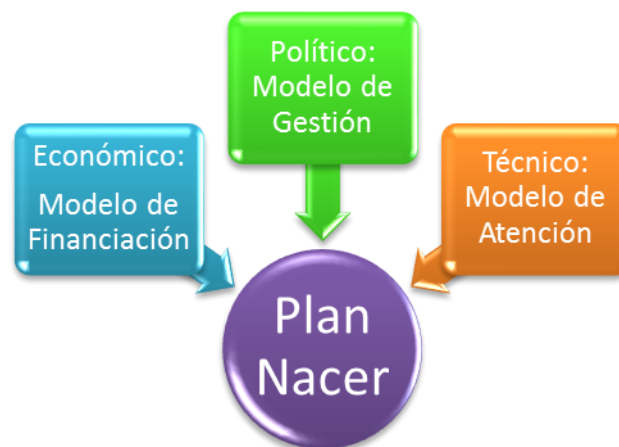 Político:
Modelo de
Gestión
Económico:
Modelo de
Financiación
Técnico:
Modelo de
Atención
Plan
Nacer